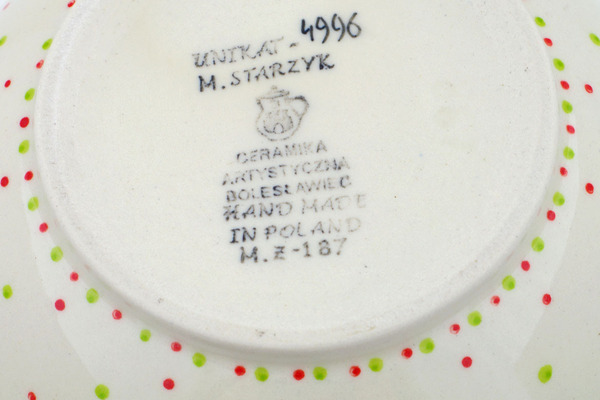 UNIKAT - 4996
M. STARZYK
CERAMIKA
ARTYSTYCZNA
BOLESŁAWIEC
HAND MADE
IN POLAND
M.Z-187